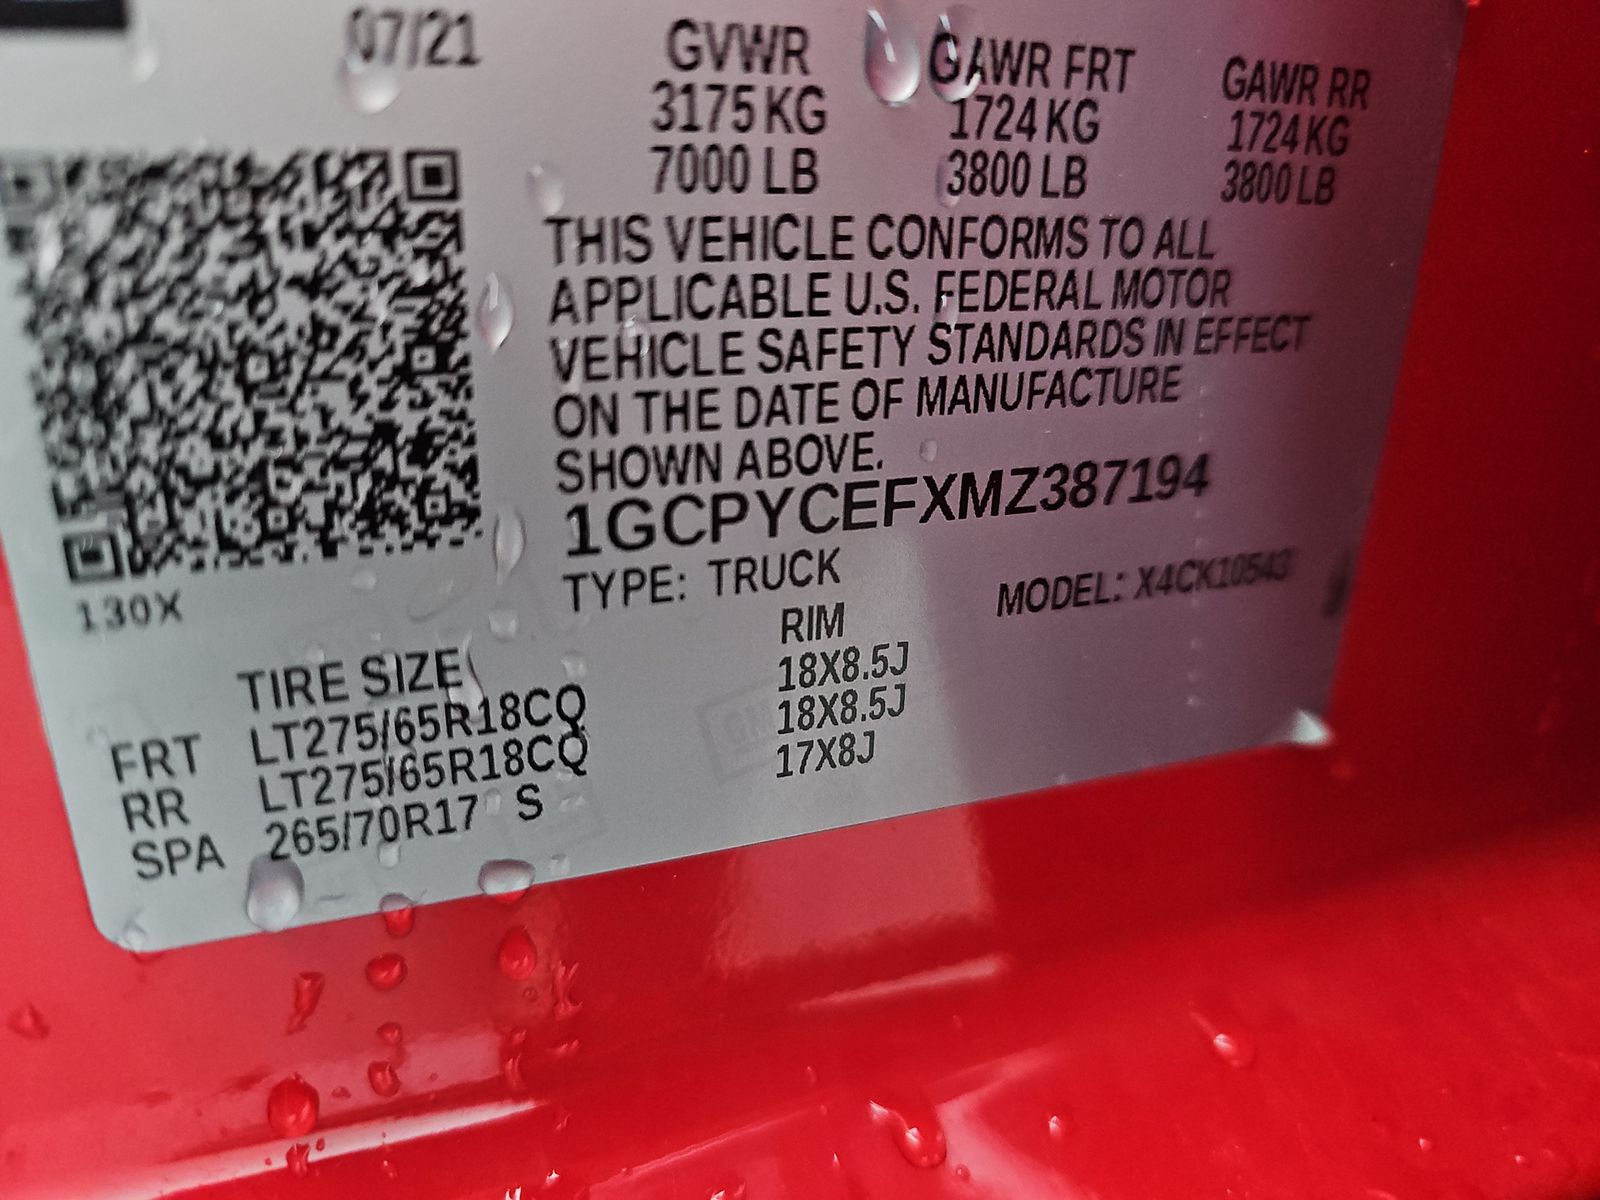 07/21
GVWR GAWR FRT GAWR RR
3175 KG 1724 KG 1724 KG
7000 LB 3800 LB 3800 LB
THIS VEHICLE CONFORMS TO ALL
APPLICABLE U.S. FEDERAL MOTOR
VEHICLE SAFETY STANDARDS IN EFFECT
ON THE DATE OF MANUFACTURE
SHOWN ABOVE.
1GCPYCEFXMZ387194
TYPE: TRUCK MODEL: X4CK10543
130X
TIRE SIZE RIM
FRT LT275/65R18CQ 18X8.5J
RR LT275/65R18CQ 18X8.5J
SPA 265/70R17 S 17X8J
GM